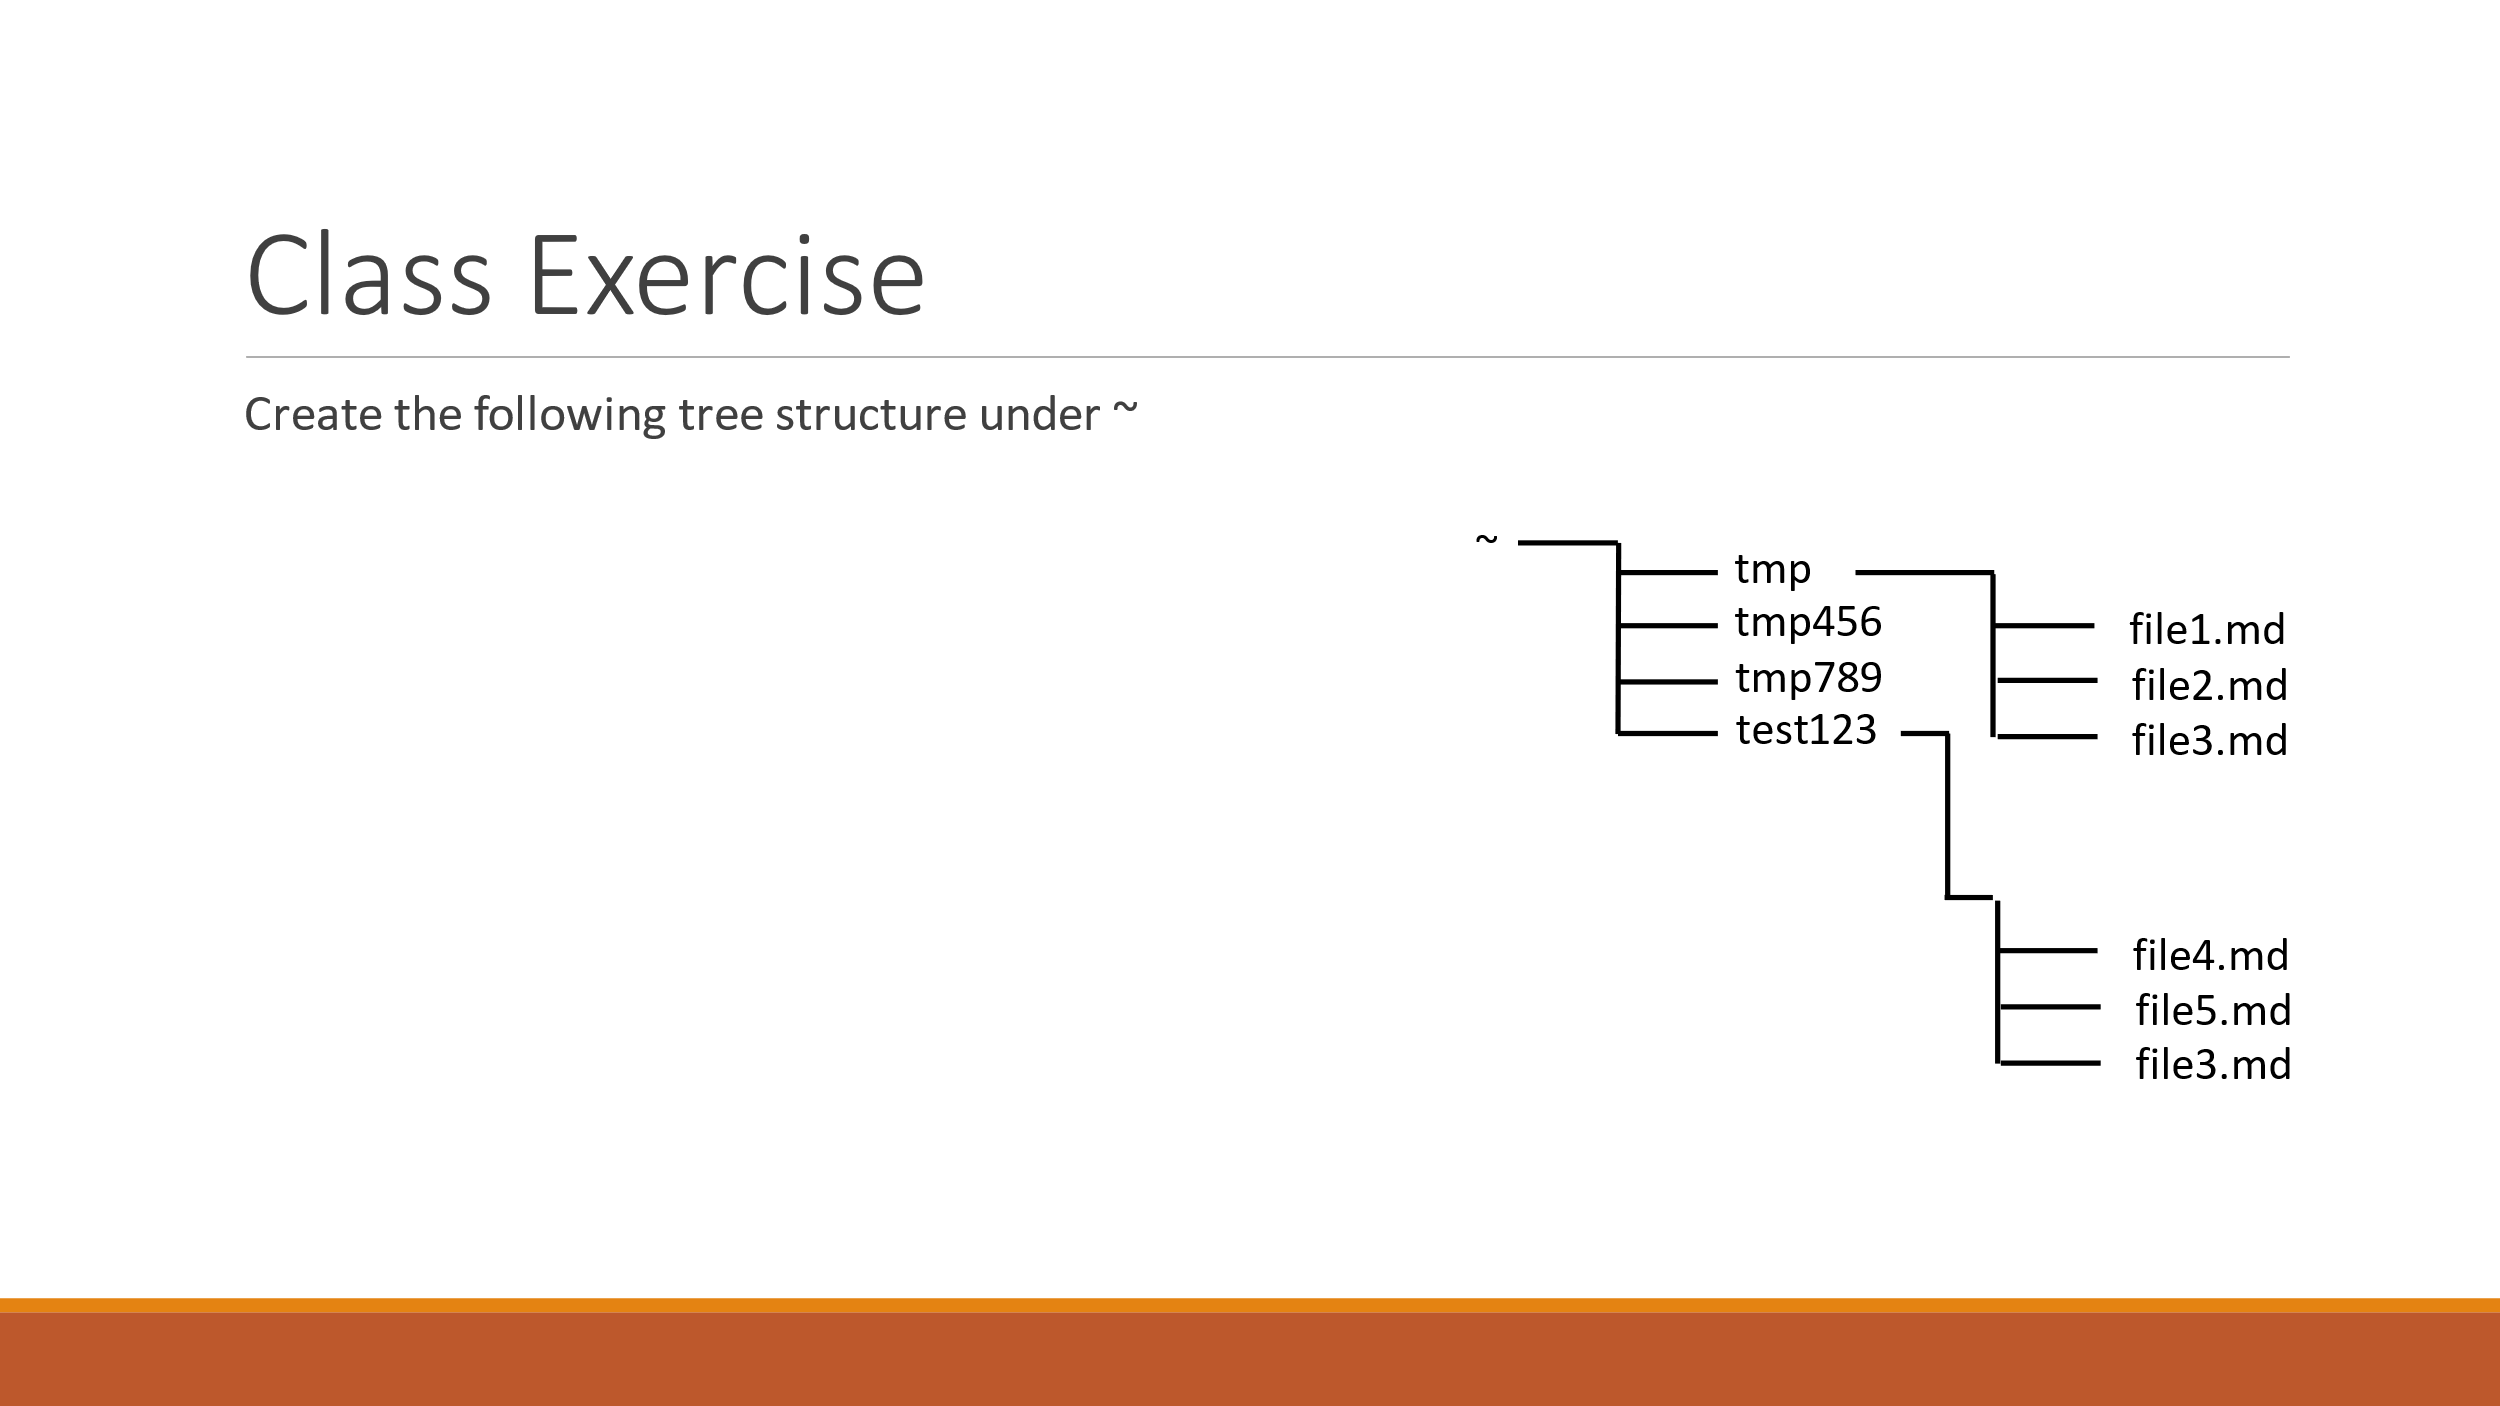 Class Exercise
Create the following tree structure under ~
~
tmp
tmp456
tmp789
test123
file1.md
file2.md
file3.md
file4.md
file5.md
file3.md